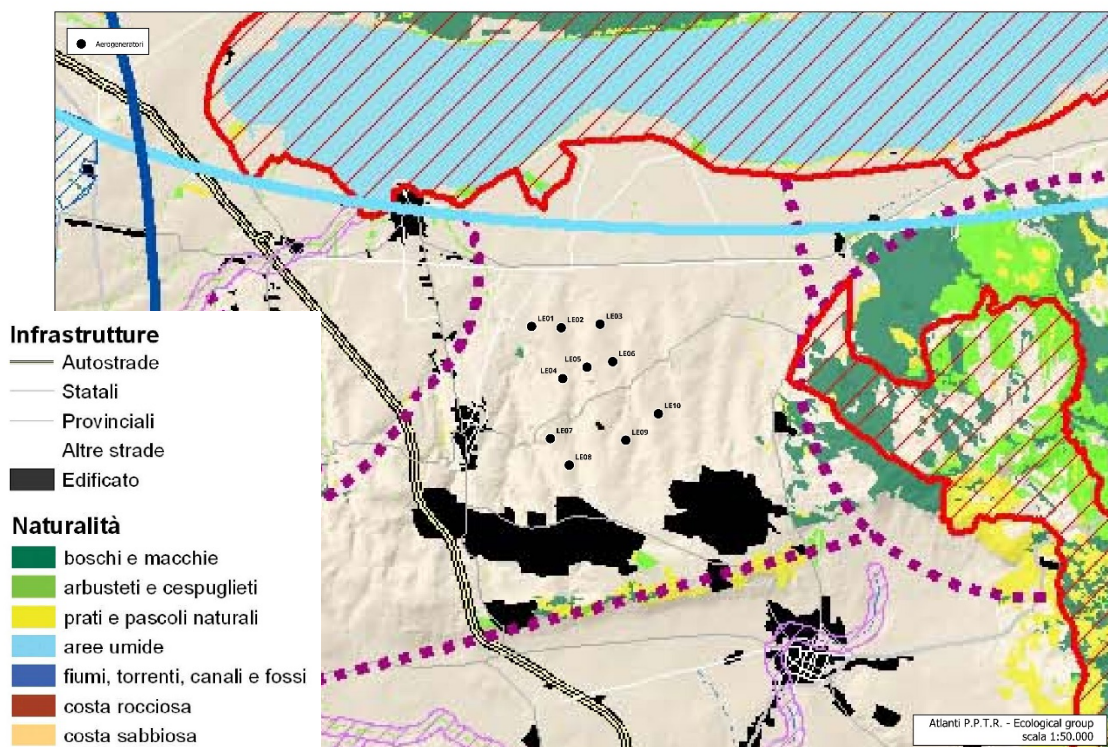 Aerogeneratori
LE01
LE02
LE03
LE04
LE05
LE06
LE07
LE08
LE09
LE10
Infrastrutture
Autostrade
Statali
Provinciali
Altre strade
Edificato
Naturalità
boschi e macchie
arbusteti e cespuglieti
prati e pascoli naturali
aree umide
fiumi, torrenti, canali e fossi
costa rocciosa
costa sabbiosa
Atlanti P.P.T.R. - Ecological group
scala 1:50.000